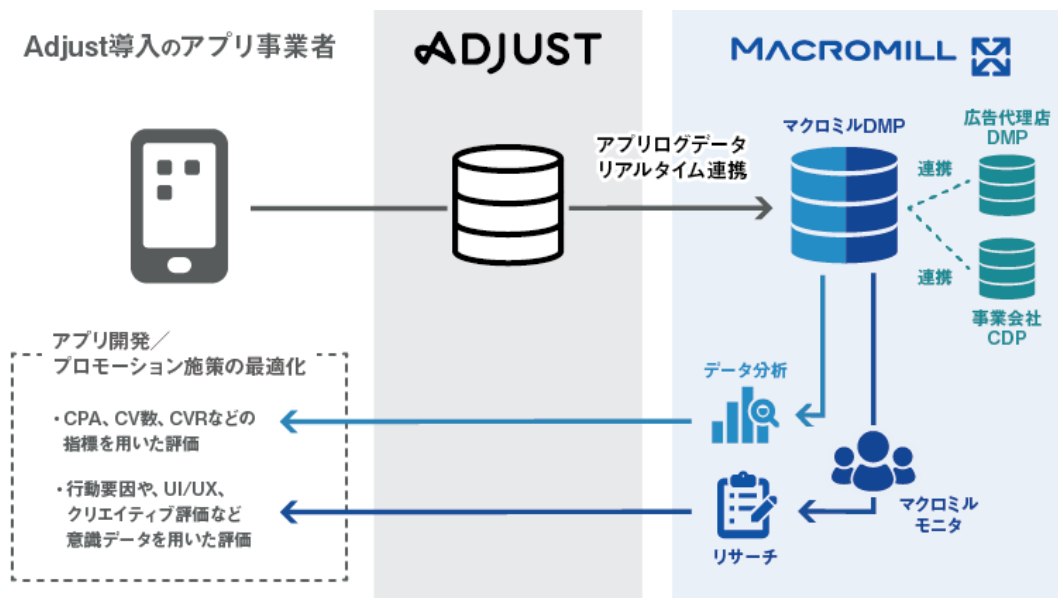 Adjust導入のアプリ事業者
ADJUST
MACROMILL
アプリログデータ
リアルタイム連携
マクロミルDMP
広告代理店
DMP
連携
連携
事業会社
CDP
アプリ開発／
プロモーション施策の最適化
・CPA、CV数、CVRなどの
指標を用いた評価
・行動要因や、UI/UX、
クリエイティブ評価など
意識データを用いた評価
データ分析
リサーチ
マクロミル
モニタ